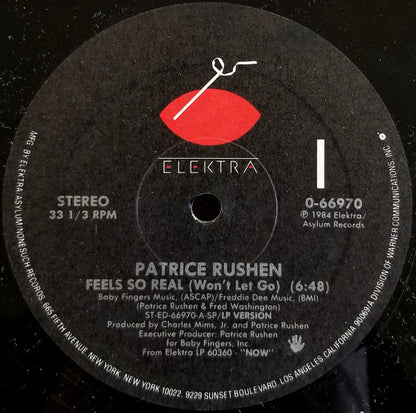 ELEKTRA
STEREO
33 1/3 RPM
1
0-66970
℗ 1984 Elektra/
Asylum Records
PATRICE RUSHEN
FEELS SO REAL (Won't Let Go) (6:48)
Baby Fingers Music, (ASCAP)/Freddie Dee Music, (BMI)
(Patrice Rushen & Fred Washington)
ST-ED-66970-A-SP/LP VERSION
Produced by Charles Mims, Jr. and Patrice Rushen
Executive Producer: Patrice Rushen
for Baby Fingers, Inc.
From Elektra LP 60360 - "NOW"
MFG. BY ELEKTRA/ASYLUM/NONESUCH RECORDS, 665 FIFTH AVENUE, NEW YORK, NEW YORK 10022. 9229 SUNSET BOULEVARD, LOS ANGELES, CALIFORNIA 90069. A DIVISION OF WARNER COMMUNICATIONS, INC.